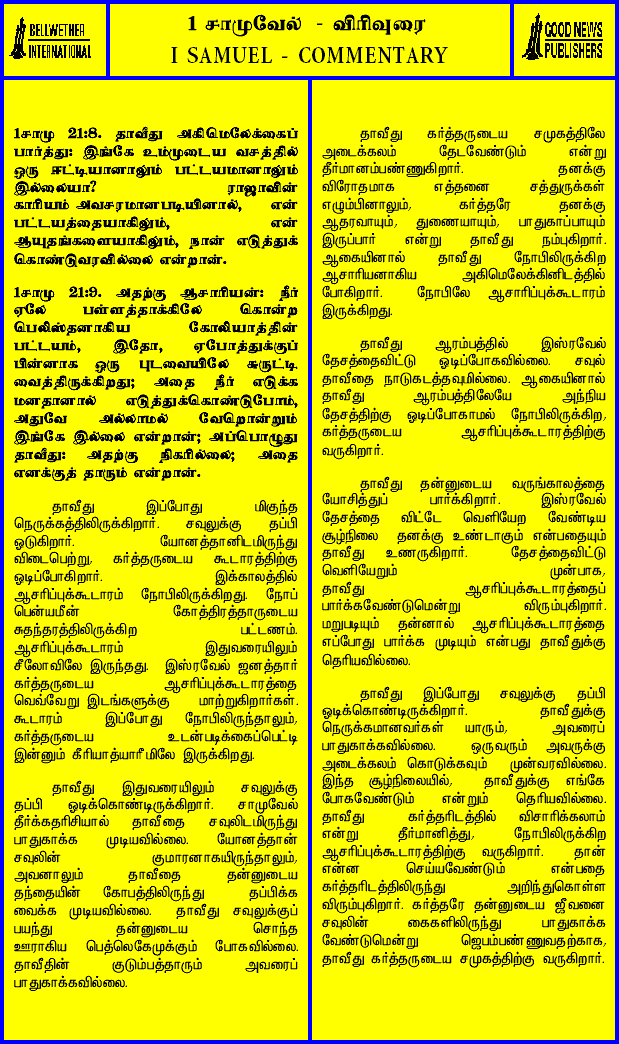 BELLWETHER
INTERNATIONAL
1 சாமுவேல் - விரிவுரை
I SAMUEL - COMMENTARY
GOOD NEWS
PUBLISHERS
1சாமு 21:8. தாவீது அகிமெலேக்கைப்
பார்த்து: இங்கே உம்முடைய வசத்தில்
ஒரு ஈட்டியானாலும் பட்டயமானாலும்
இல்லையா? ராஜாவின்
காரியம் அவசரமானபடியினால், என்
பட்டயத்தையாகிலும், என்
ஆயுதங்களையாகிலும், நான் எடுத்துக்
கொண்டுவரவில்லை என்றான்.
1சாமு 21:9. அதற்கு ஆசாரியன்: நீர்
ஏலே பள்ளத்தாக்கிலே கொன்ற
பெலிஸ்தனாகிய கோலியாத்தின்
பட்டயம், இதோ, ஏபோத்துக்குப்
பின்னாக ஒரு புடவையிலே சுருட்டி
வைத்திருக்கிறது; அதை நீர் எடுக்க
மனதானால் எடுத்துக்கொண்டுபோம்,
அதுவே அல்லாமல் வேறொன்றும்
இங்கே இல்லை என்றான்; அப்பொழுது
தாவீது: அதற்கு நிகரில்லை; அதை
எனக்குத் தாரும் என்றான்.
தாவீது இப்போது மிகுந்த
நெருக்கத்திலிருக்கிறார். சவுலுக்கு தப்பி
ஓடுகிறார். யோனத்தானிடமிருந்து
விடைபெற்று, கர்த்தருடைய கூடாரத்திற்கு
ஓடிப்போகிறார். இக்காலத்தில்
ஆசரிப்புக்கூடாரம் நோபிலிருக்கிறது. நோப்
பென்யமீன் கோத்திரத்தாருடைய
சுதந்தரத்திலிருக்கிற பட்டணம்.
ஆசரிப்புக்கூடாரம் இதுவரையிலும்
சீலோவிலே இருந்தது. இஸ்ரவேல் ஜனத்தார்
கர்த்தருடைய ஆசரிப்புக்கூடாரத்தை
வெவ்வேறு இடங்களுக்கு மாற்றுகிறார்கள்.
கூடாரம் இப்போது நோபிலிருந்தாலும்,
கர்த்தருடைய உடன்படிக்கைப்பெட்டி
இன்னும் கீரியாத்யாரீமிலே இருக்கிறது.
தாவீது இதுவரையிலும் சவுலுக்கு
தப்பி ஓடிக்கொண்டிருக்கிறார். சாமுவேல்
தீர்க்கதரிசியால் தாவீதை சவுலிடமிருந்து
பாதுகாக்க முடியவில்லை. யோனத்தான்
சவுலின் குமாரனாகயிருந்தாலும்,
அவனாலும் தாவீதை தன்னுடைய
தந்தையின் கோபத்திலிருந்து தப்பிக்க
வைக்க முடியவில்லை. தாவீது சவுலுக்குப்
பயந்து தன்னுடைய சொந்த
ஊராகிய பெத்லெகேமுக்கும் போகவில்லை.
தாவீதின் குடும்பத்தாரும் அவரைப்
பாதுகாக்கவில்லை.
தாவீது கர்த்தருடைய சமுகத்திலே
அடைக்கலம் தேடவேண்டும் என்று
தீர்மானம்பண்ணுகிறார். தனக்கு
விரோதமாக எத்தனை சத்துருக்கள்
எழும்பினாலும், கர்த்தரே தனக்கு
ஆதரவாயும், துணையாயும், பாதுகாப்பாயும்
இருப்பார் என்று தாவீது நம்புகிறார்.
ஆகையினால் தாவீது நோபிலிருக்கிற
ஆசாரியனாகிய அகிமெலேக்கினிடத்தில்
போகிறார். நோபிலே ஆசாரிப்புக்கூடாரம்
இருக்கிறது.
தாவீது ஆரம்பத்தில் இஸ்ரவேல்
தேசத்தைவிட்டு ஓடிப்போகவில்லை. சவுல்
தாவீதை நாடுகடத்தவுமில்லை. ஆகையினால்
தாவீது ஆரம்பத்திலேயே அந்நிய
தேசத்திற்கு ஓடிப்போகாமல் நோபிலிருக்கிற,
கர்த்தருடைய ஆசரிப்புக்கூடாரத்திற்கு
வருகிறார்.
தாவீது தன்னுடைய வருங்காலத்தை
யோசித்துப் பார்க்கிறார். இஸ்ரவேல்
தேசத்தை விட்டே வெளியேற வேண்டிய
சூழ்நிலை தனக்கு உண்டாகும் என்பதையும்
தாவீது உணருகிறார். தேசத்தைவிட்டு
வெளியேறும் முன்பாக,
தாவீது ஆசரிப்புக்கூடாரத்தைப்
பார்க்கவேண்டுமென்று விரும்புகிறார்.
மறுபடியும் தன்னால் ஆசரிப்புக்கூடாரத்தை
எப்போது பார்க்க முடியும் என்பது தாவீதுக்கு
தெரியவில்லை.
தாவீது இப்போது சவுலுக்கு தப்பி
ஓடிக்கொண்டிருக்கிறார். தாவீதுக்கு
நெருக்கமானவர்கள் யாரும், அவரைப்
பாதுகாக்கவில்லை. ஒருவரும் அவருக்கு
அடைக்கலம் கொடுக்கவும் முன்வரவில்லை.
இந்த சூழ்நிலையில், தாவீதுக்கு எங்கே
போகவேண்டும் என்றும் தெரியவில்லை.
தாவீது கர்த்தரிடத்தில் விசாரிக்கலாம்
என்று தீர்மானித்து, நோபிலிருக்கிற
ஆசரிப்புக்கூடாரத்திற்கு வருகிறார். தான்
என்ன செய்யவேண்டும் என்பதை
கர்த்தரிடத்திலிருந்து அறிந்துகொள்ள
விரும்புகிறார். கர்த்தரே தன்னுடைய ஜீவனை
சவுலின் கைகளிலிருந்து பாதுகாக்க
வேண்டுமென்று ஜெபம்பண்ணுவதற்காக,
தாவீது கர்த்தருடைய சமுகத்திற்கு வருகிறார்.